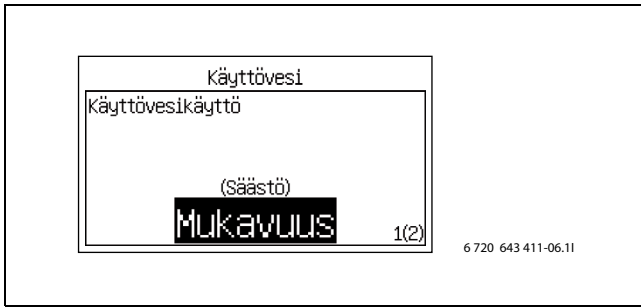 Käyttövesi
Käyttövesikäyttö
(Säästö)
Mukavuus
1(2)
6 720 643 411-06.1I